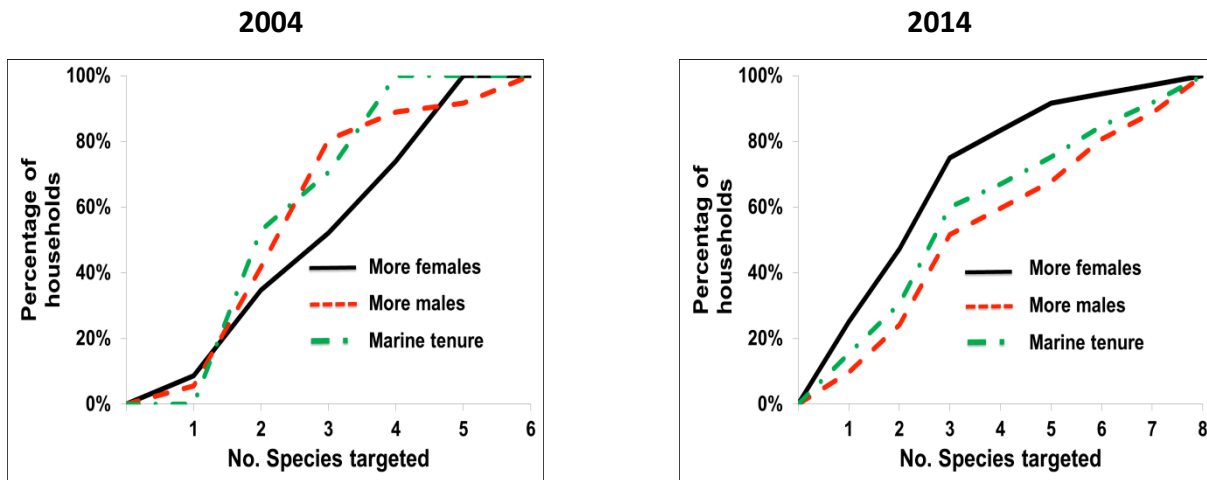 2004
100%
80%
60%
40%
20%
0%
Percentage of
households
More females
More males
Marine tenure
1 2 3 4 5 6
No. Species targeted
2014
100%
80%
60%
40%
20%
0%
Percentag of
households
More females
More males
Marine tenure
1 2 3 4 5 6 7 8
No. Species targeted